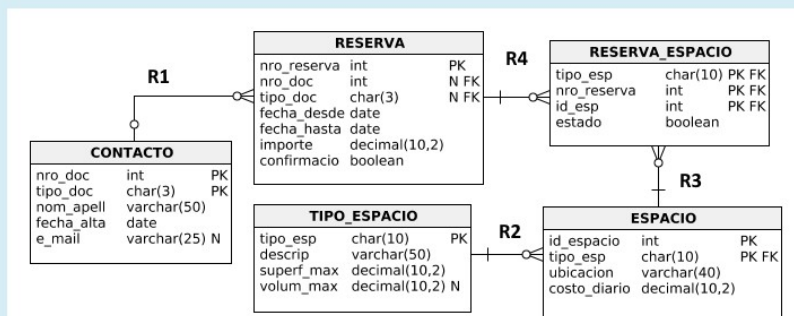 RESERVA
nro_reserva int PK
nro_doc int N FK
tipo_doc char(3) N FK
fecha_desde date
fecha_hasta date
importe decimal(10,2)
confirmacio boolean
R1
R4
RESERVA_ESPACIO
tipo_esp char(10) PK FK
nro_reserva int PK FK
id_esp int PK FK
estado boolean
CONTACTO
nro_doc int PK
tipo_doc char(3) PK
nom_apell varchar(50)
fecha_alta date
e_mail varchar(25) N
R3
TIPO_ESPACIO
tipo_esp char(10) PK
descrip varchar(50)
superf_max decimal(10,2)
volum_max decimal(10,2) N
R2
ESPACIO
id_espacio int PK
tipo_esp char(10) PK FK
ubicacion varchar(40)
costo_diario decimal(10,2)